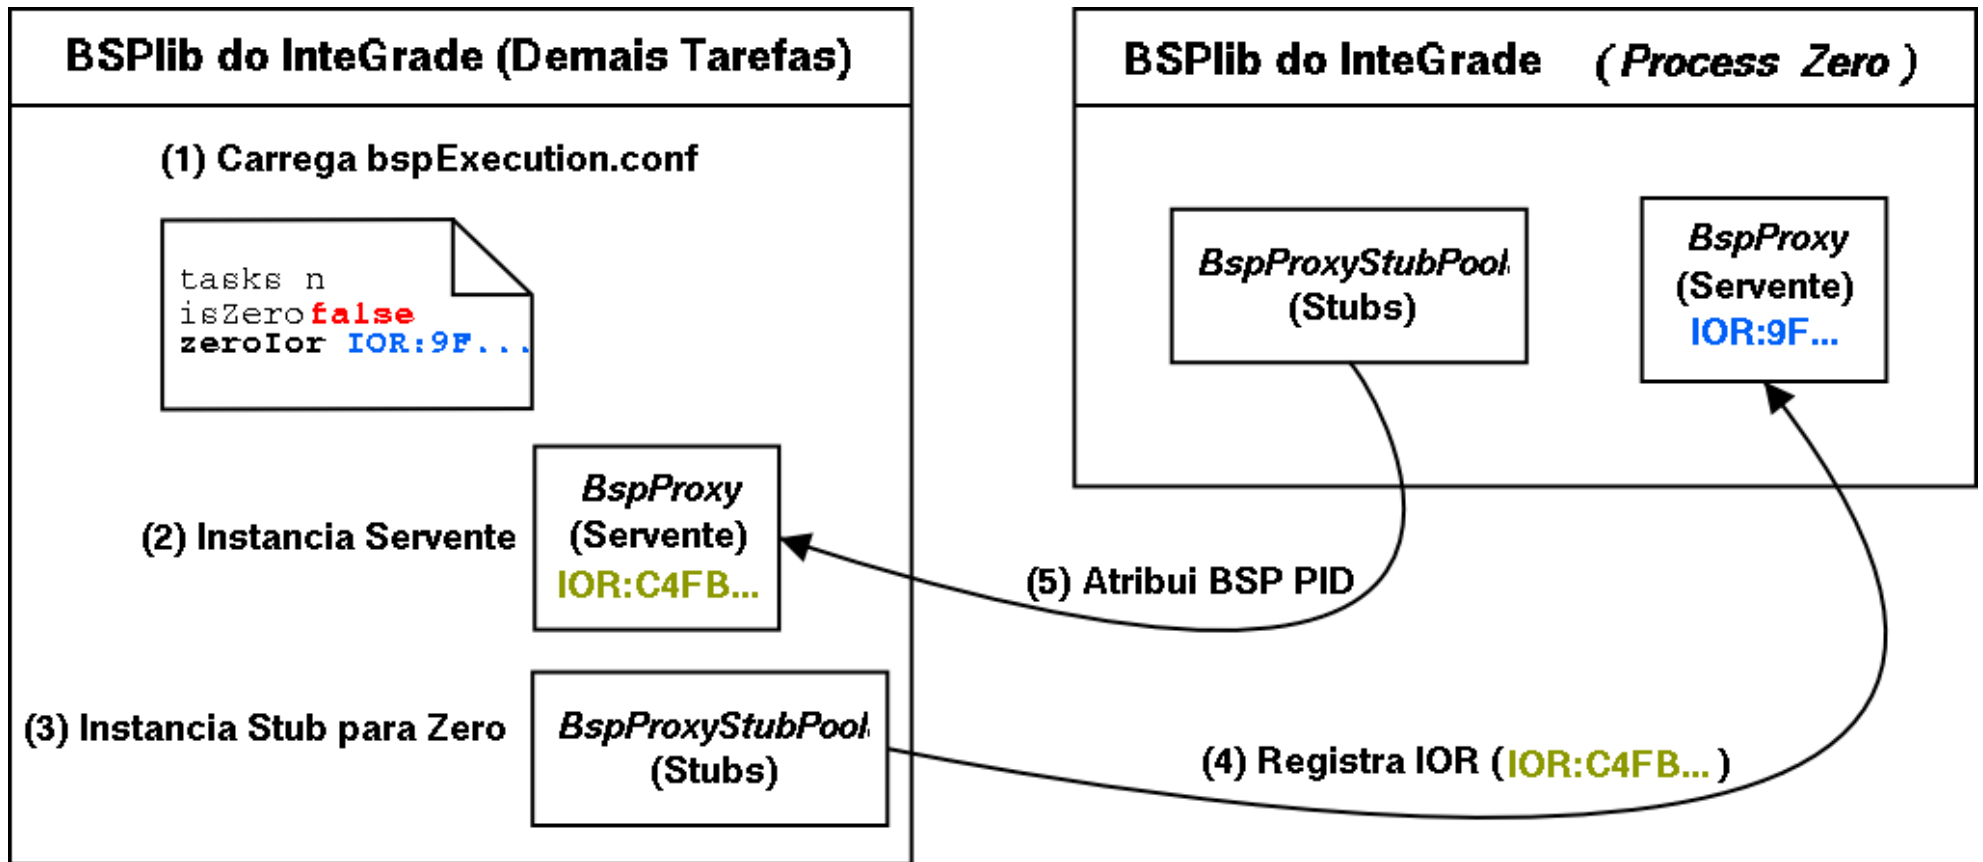 BSPlib do InteGrade (Demais Tarefas)
(1) Carrega bspExecution.conf
tasks n
isZero false
zeroIor IOR:9F...
(2) Instancia Servente
BspProxy
(Servente)
IOR:C4FB...
(3) Instancia Stub para Zero
BspProxyStubPool
(Stubs)
BSPlib do InteGrade (Process Zero)
BspProxyStubPool
(Stubs)
BspProxy
(Servente)
IOR:9F...
(5) Atribui BSP PID
(4) Registra IOR (IOR:C4FB...)